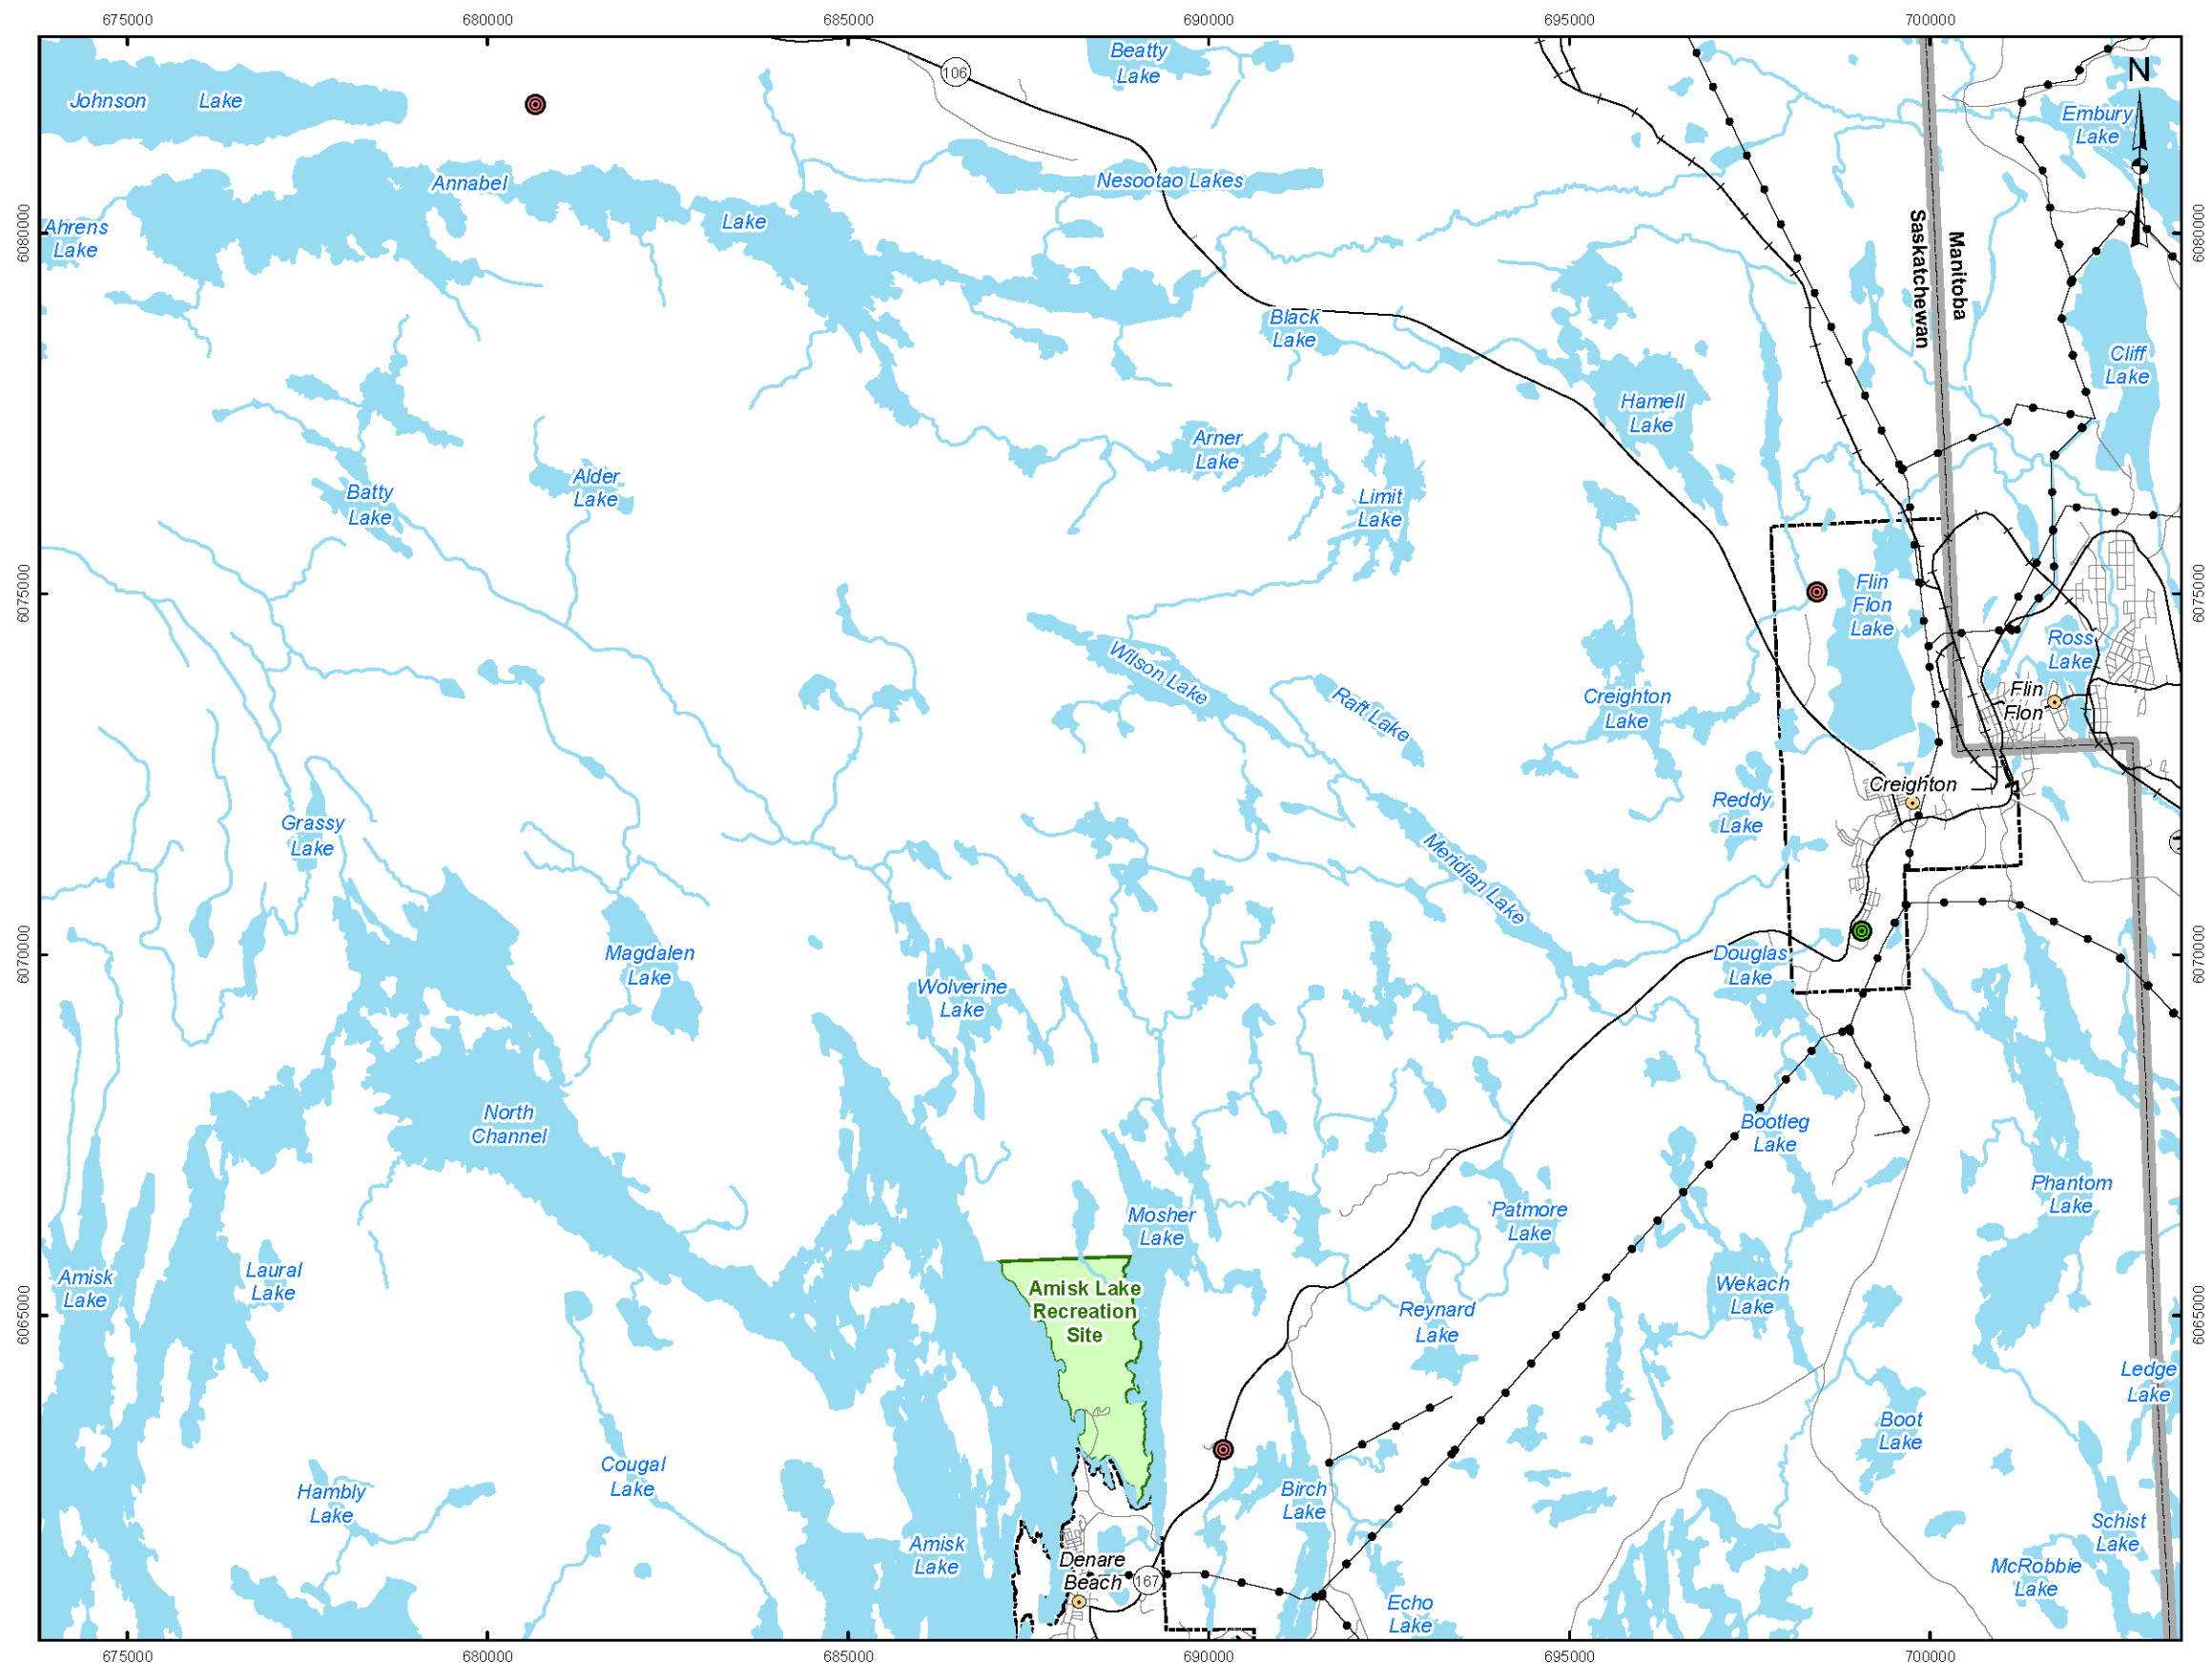 675000
680000
685000
690000
695000
700000
Beatty
Lake
106
N
Johnson Lake
Embury
Lake
Annabel
Nesootao Lakes
Lake
Ahrens
Lake
6080000
6080000
Saskatchewan
Manitoba
Black
Lake
Cliff
Lake
Hamell
Lake
Arner
Lake
Alder
Lake
Batty
Lake
Limit
Lake
6075000
6075000
Flin
Flon
Lake
Ross
Lake
Wilson Lake
Raft Lake
Creighton
Lake
Flin
Flon
Creighton
Reddy
Lake
Grassy
Lake
Meridian Lake
Magdalen
Lake
Douglas
Lake
6070000
6070000
Wolverine
Lake
North
Channel
Bootleg
Lake
Phantom
Lake
Mosher
Lake
Patmore
Lake
Amisk
Lake
Laural
Lake
Amisk Lake
Recreation
Site
Wekach
Lake
Reynard
Lake
6065000
6065000
Ledge
Lake
Boot
Lake
Cougal
Lake
Hambly
Lake
Birch
Lake
Schist
Lake
Amisk
Lake
Denare
Beach
167
McRobbie
Lake
Echo
Lake
675000
680000
685000
690000
695000
700000